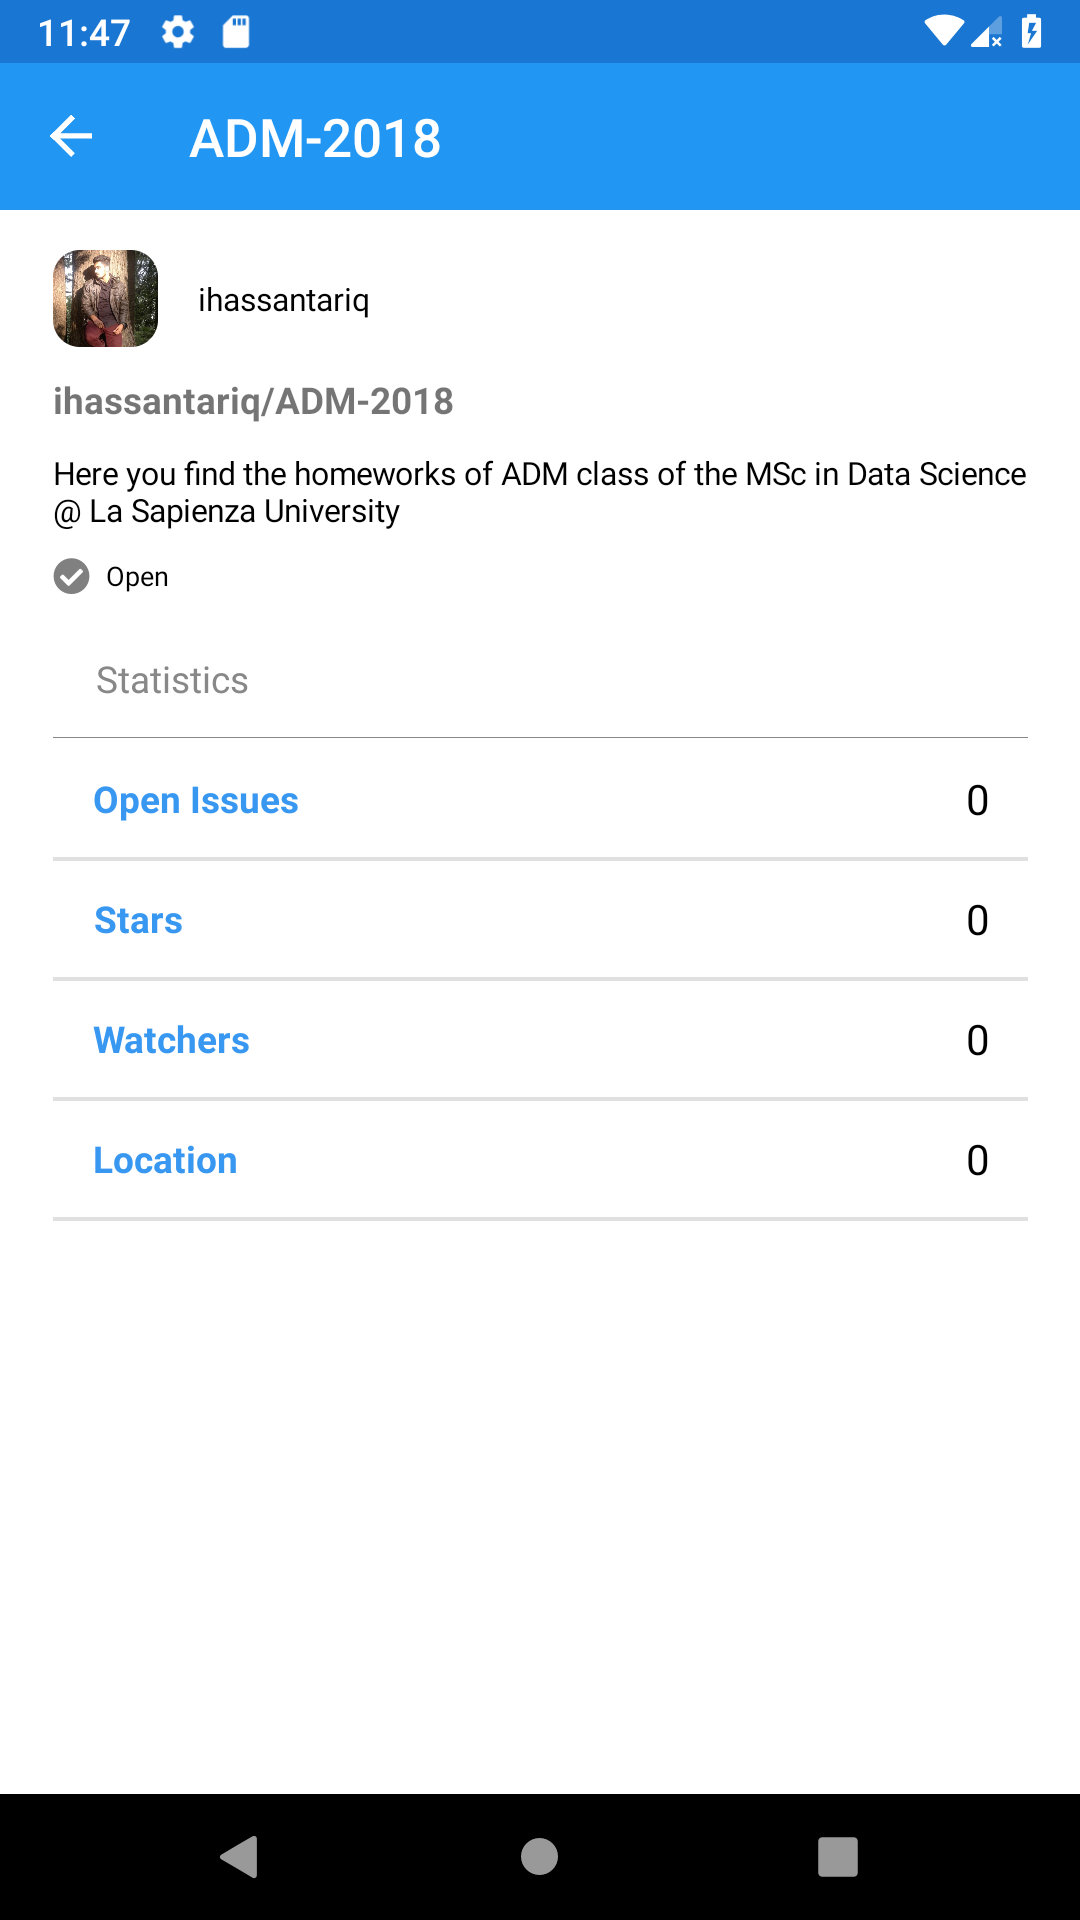 11:47
ADM-2018
ihassantariq
ihassantariq/ADM-2018
Here you find the homeworks of ADM class of the MSc in Data Science
@ La Sapienza University
Open
Statistics
Open Issues 0
Stars 0
Watchers 0
Location 0